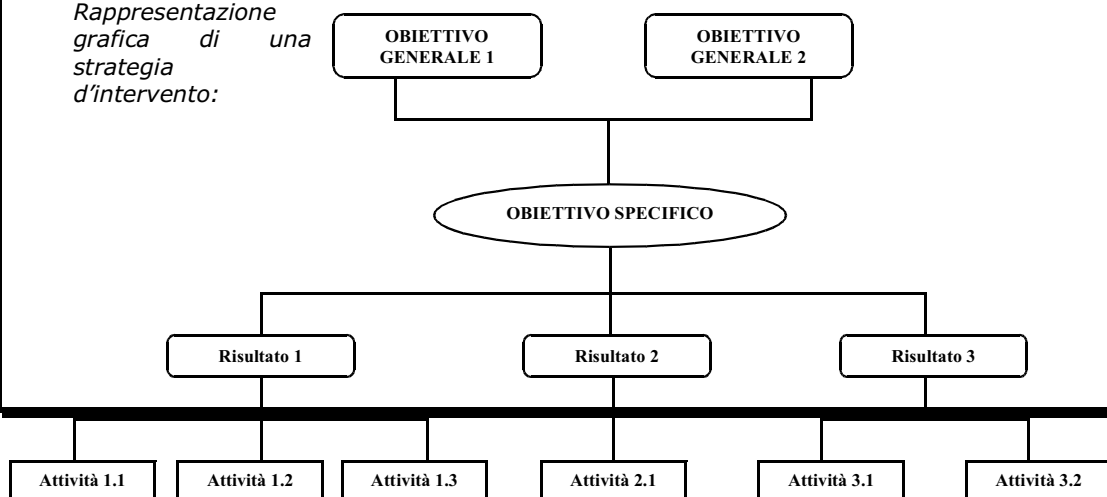 Rappresentazione
grafica di una
strategia
d'intervento:
OBIETTIVO
GENERALE 1
OBIETTIVO
GENERALE 2
OBIETTIVO SPECIFICO
Risultato 1
Risultato 2
Risultato 3
Attività 1.1
Attività 1.2
Attività 1.3
Attività 2.1
Attività 3.1
Attività 3.2